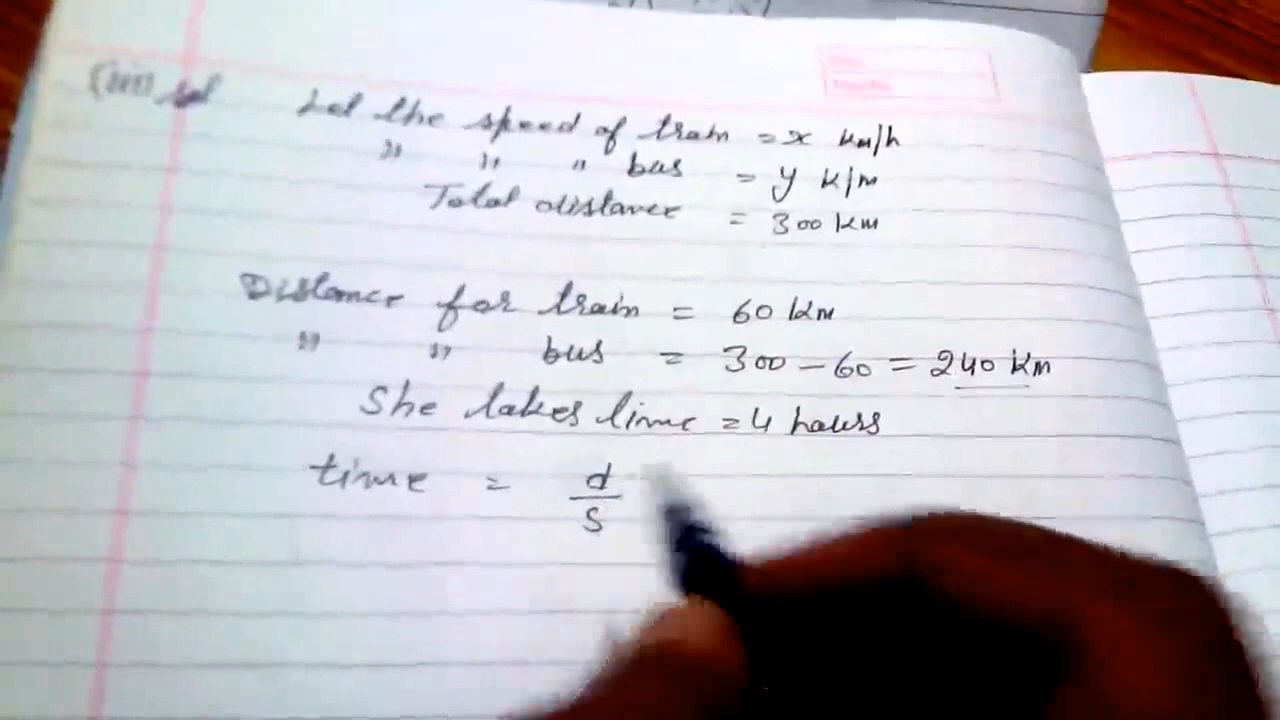 (iii) Sol Let the speed of train = x km/h
" " " bus = y k/m
Total distance = 300 km
Distance for train = 60 km
" " bus = 300 - 60 = 240 km
She takes time = 4 hours
time = d/s